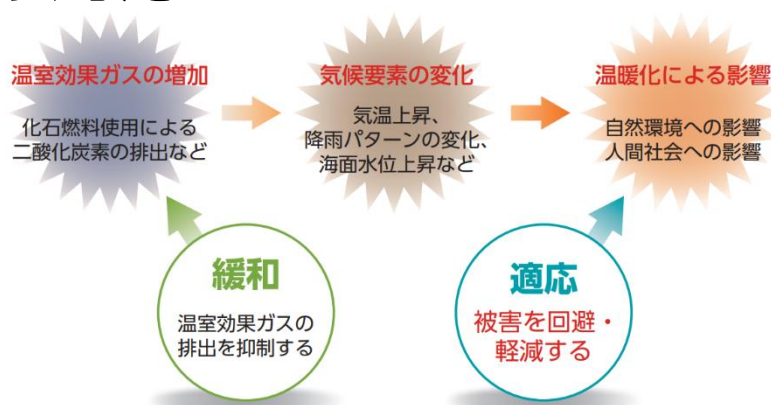 温室効果ガスの増加
化石燃料使用による
二酸化炭素の排出など
気候要素の変化
気温上昇、
降雨パターンの変化、
海面水位上昇など
温暖化による影響
自然環境への影響
人間社会への影響
緩和
温室効果ガスの
排出を抑制する
適応
被害を回避・
軽減する